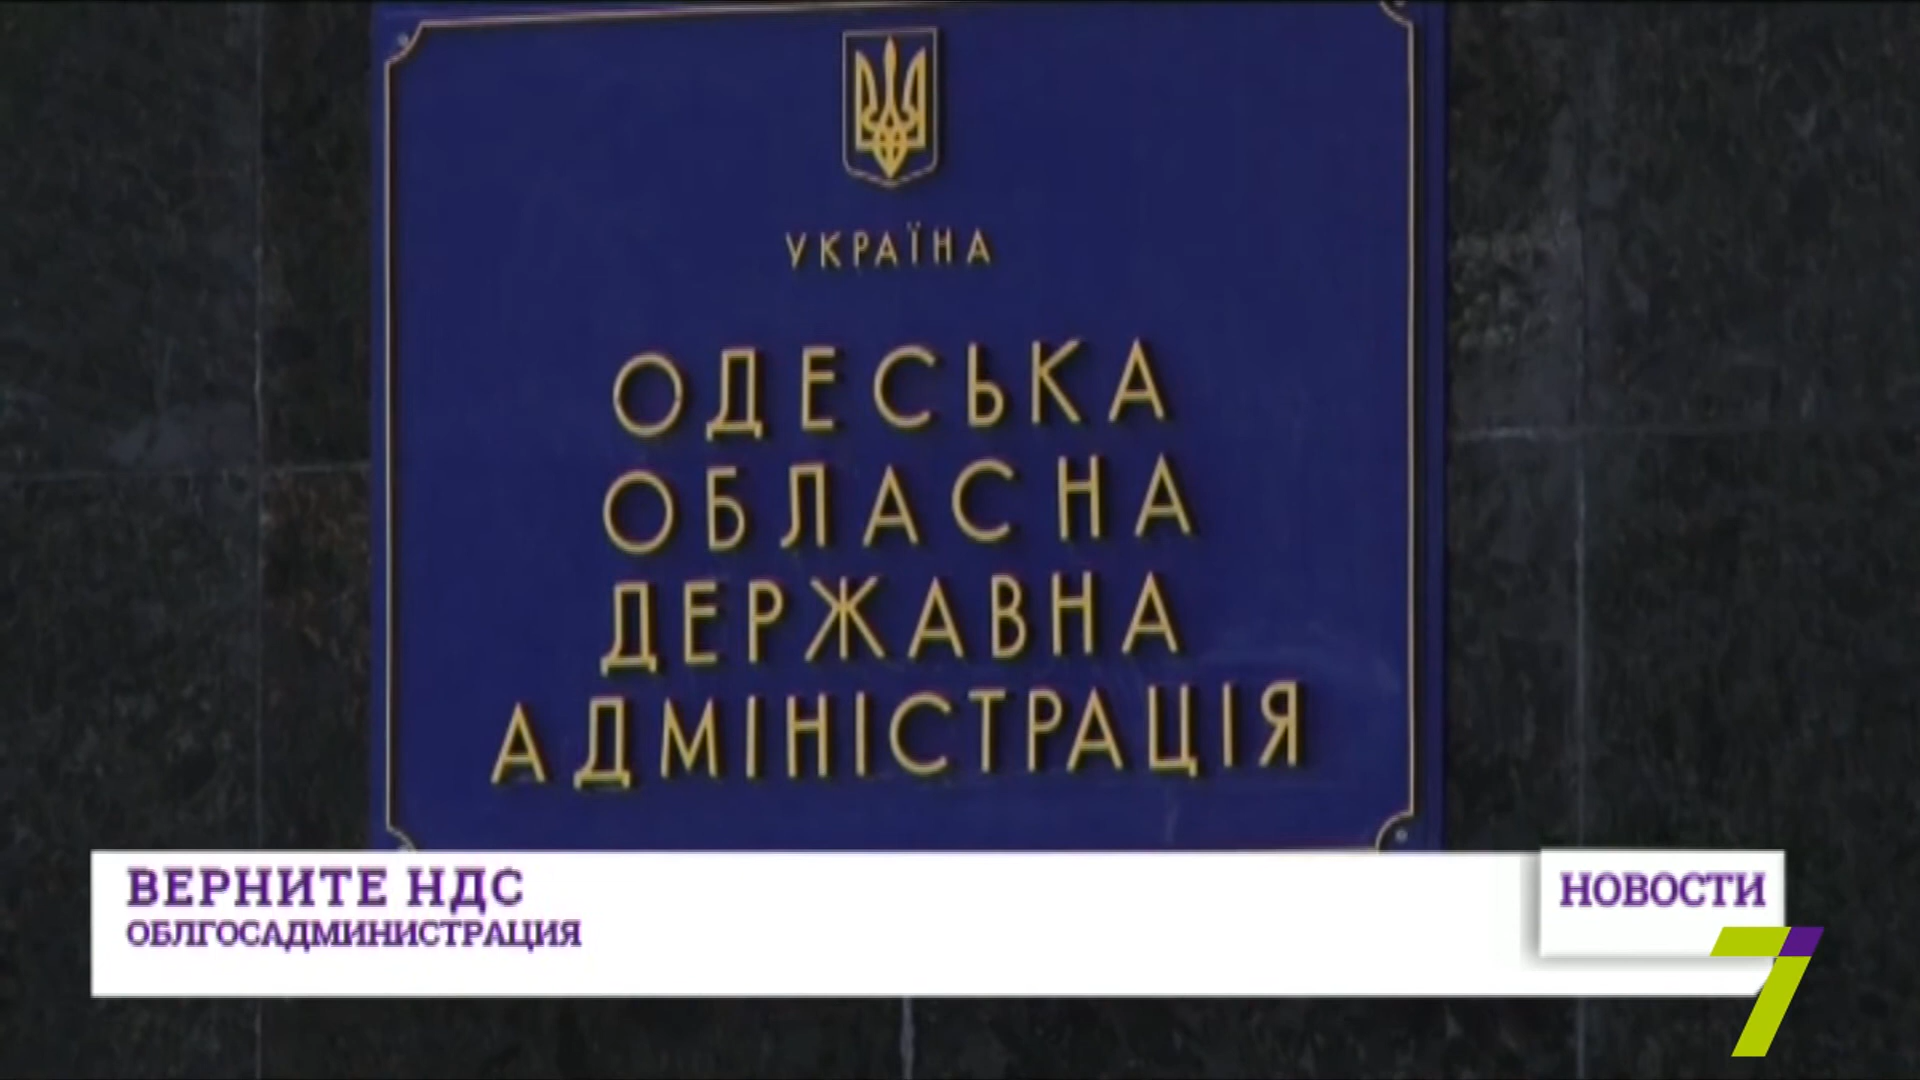 УКРАЇНА
ОДЕСЬКА
ОБЛАСНА
ДЕРЖАВНА
АДМІНІСТРАЦІЯ
ВЕРНИТЕ НДС
ОБЛГОСАДМИНИСТРАЦИЯ
НОВОСТИ
7